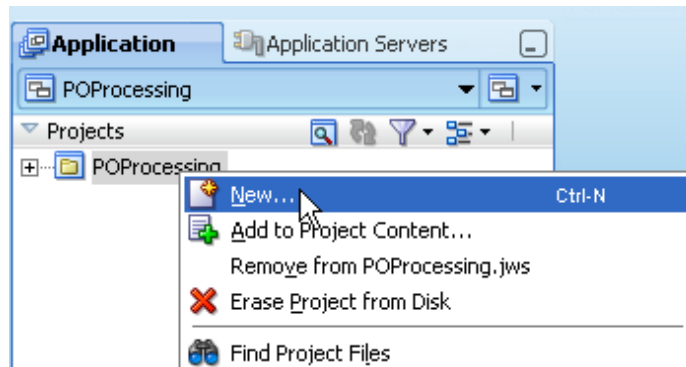 Application Application Servers
POProcessing
Projects
POProcessing
New... Ctrl-N
Add to Project Content...
Remove from POProcessing.jws
Erase Project from Disk
Find Project Files